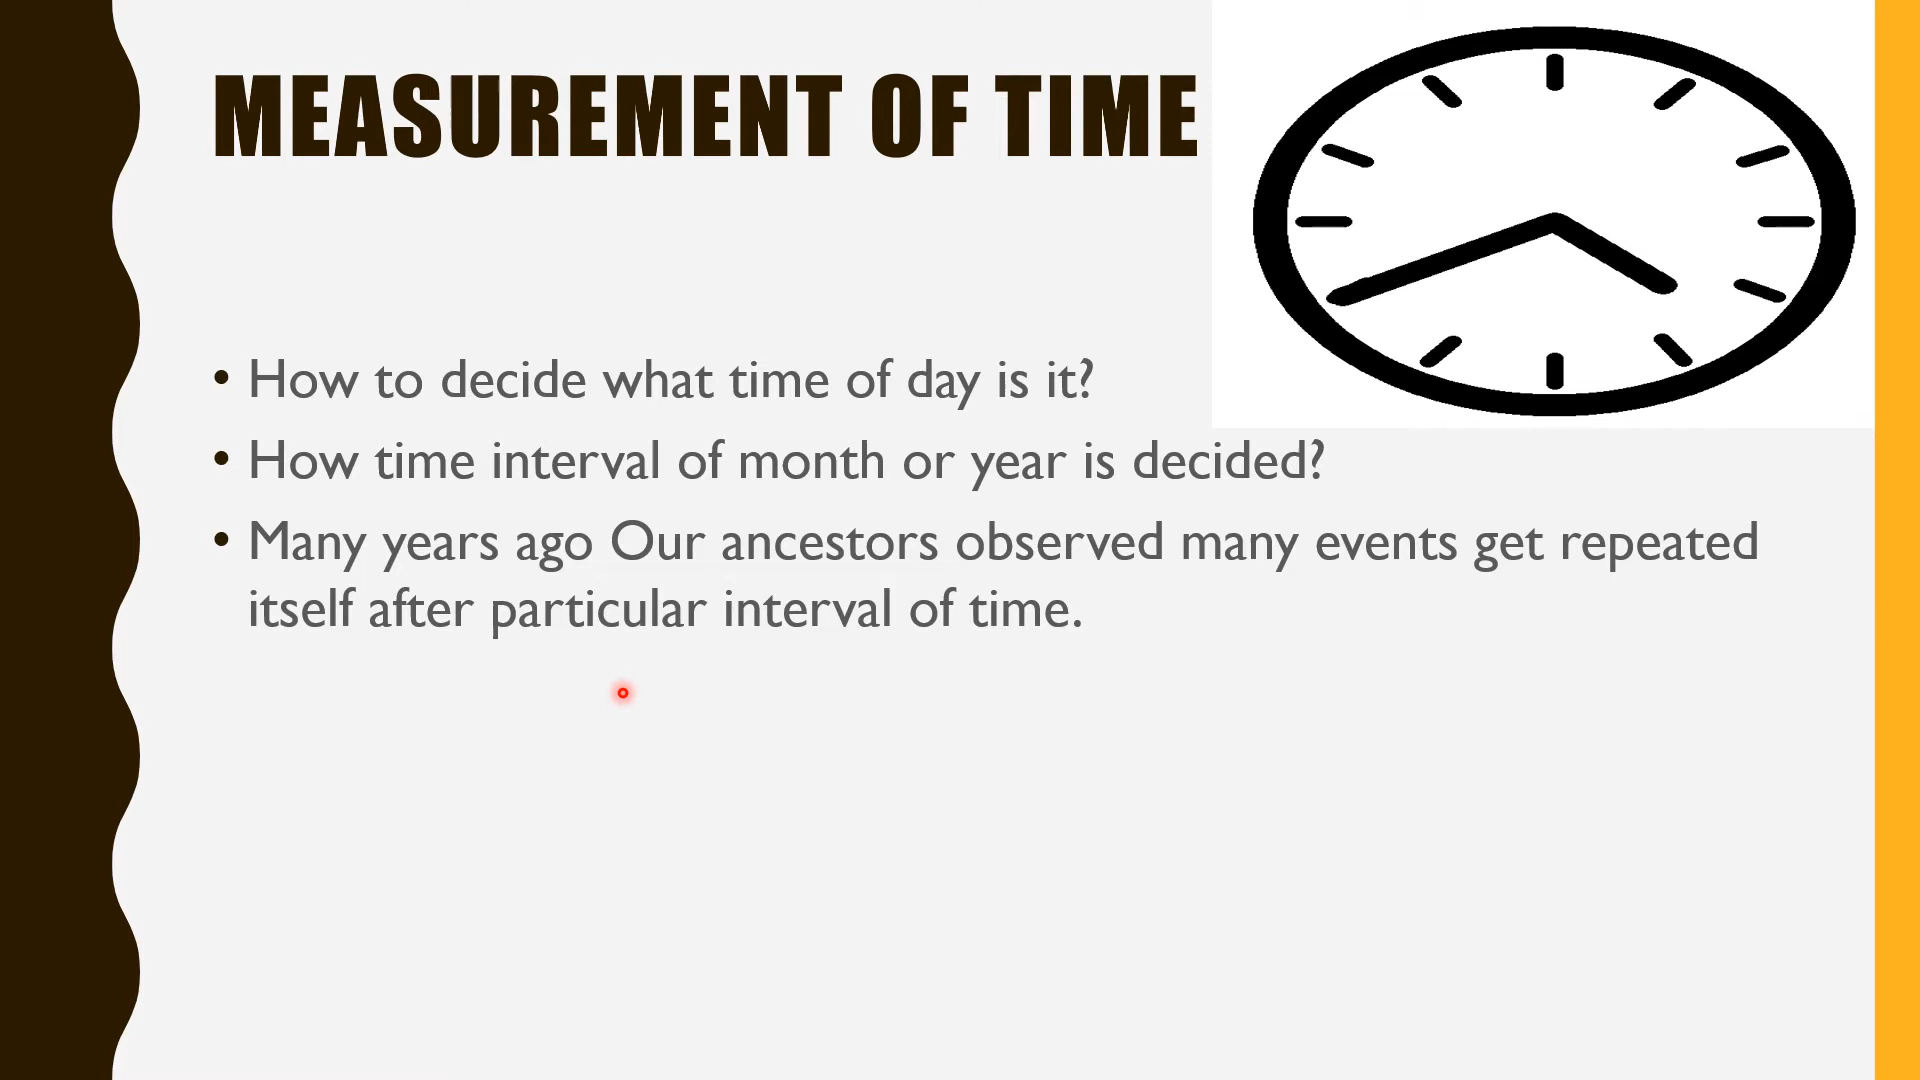 MEASUREMENT OF TIME
• How to decide what time of day is it?
• How time interval of month or year is decided?
• Many years ago Our ancestors observed many events get repeated
itself after particular interval of time.